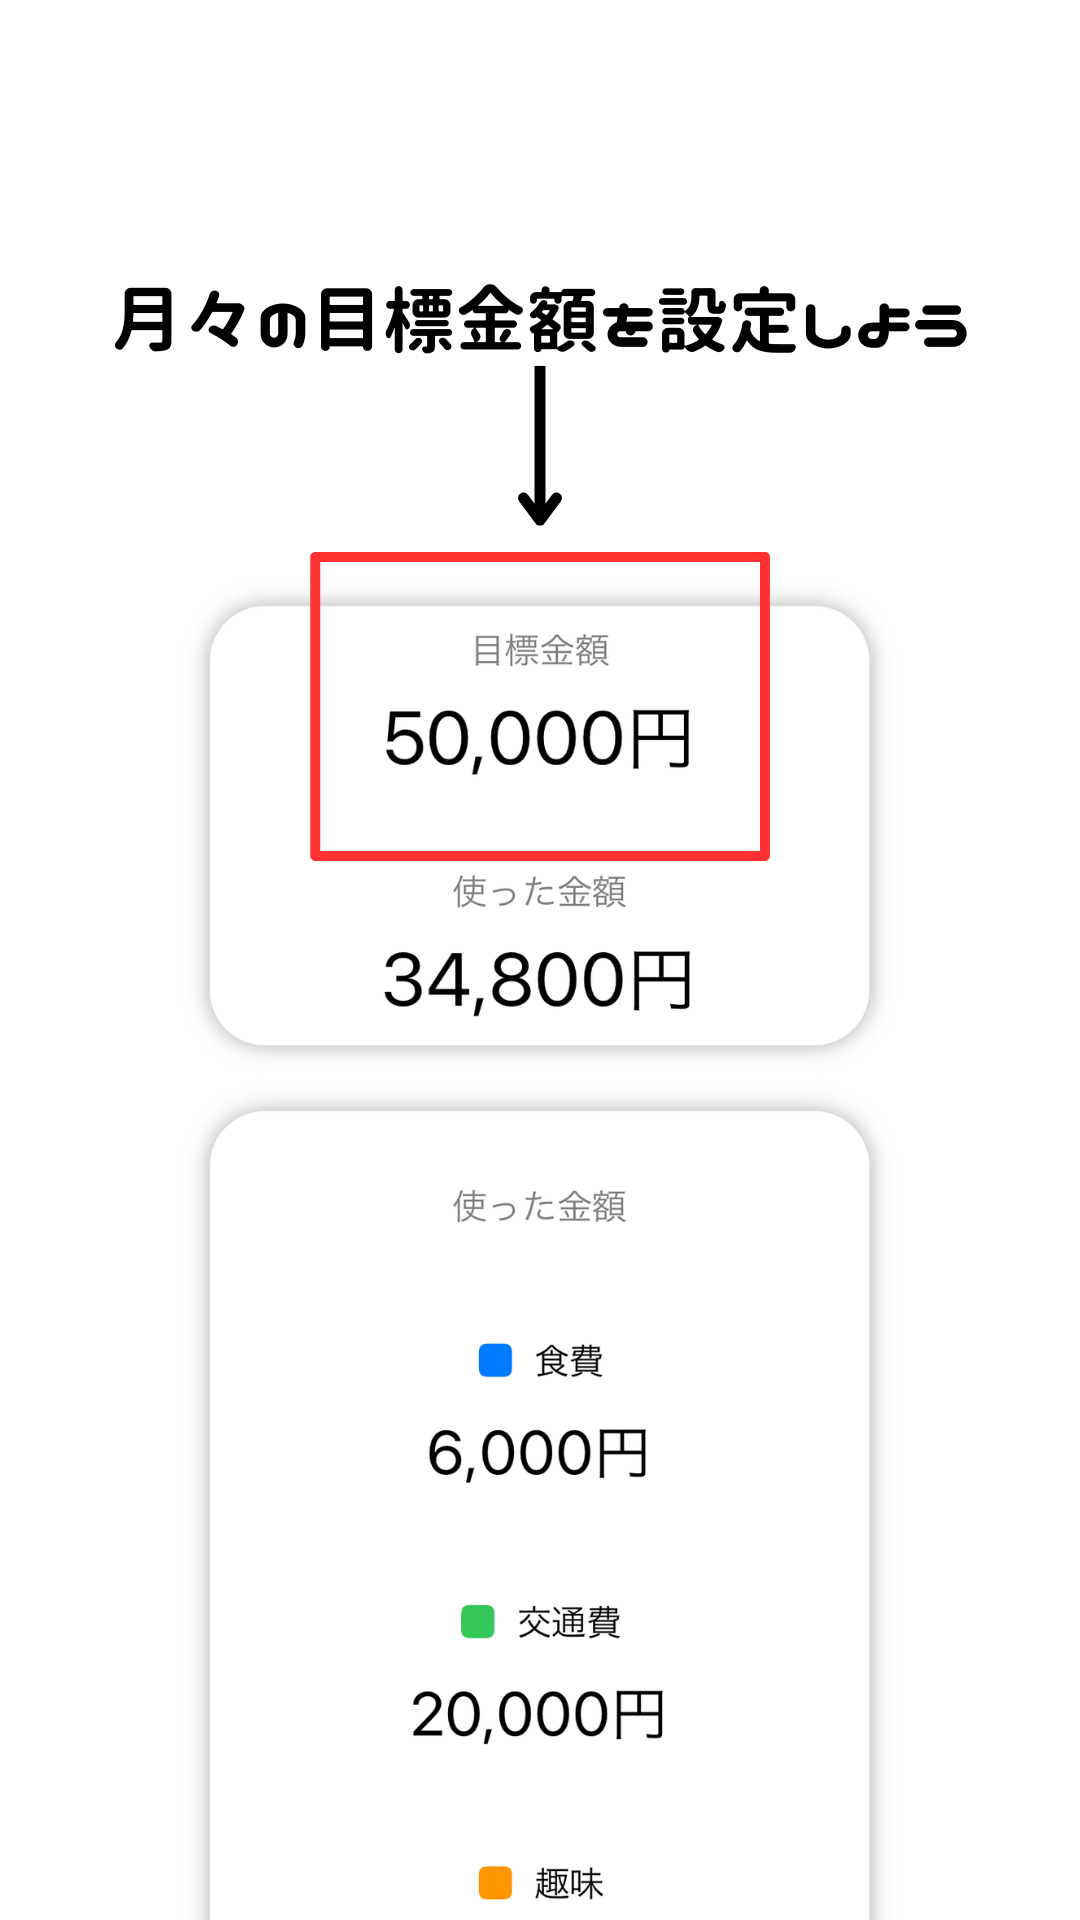 月々の目標金額を設定しよう
目標金額
50,000円
使った金額
34,800円
使った金額
食費
6,000円
交通費
20,000円
趣味